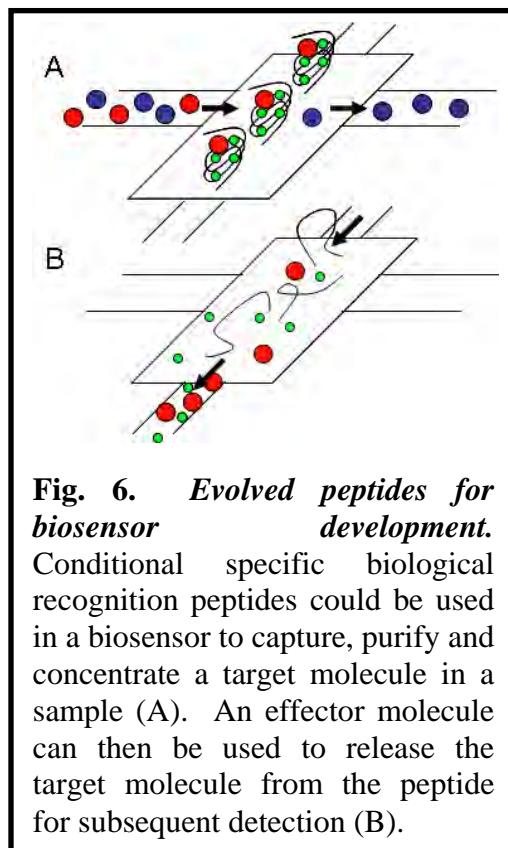 A
B
Fig. 6. Evolved peptides for
biosensor development.
Conditional specific biological
recognition peptides could be used
in a biosensor to capture, purify and
concentrate a target molecule in a
sample (A). An effector molecule
can then be used to release the
target molecule from the peptide
for subsequent detection (B).